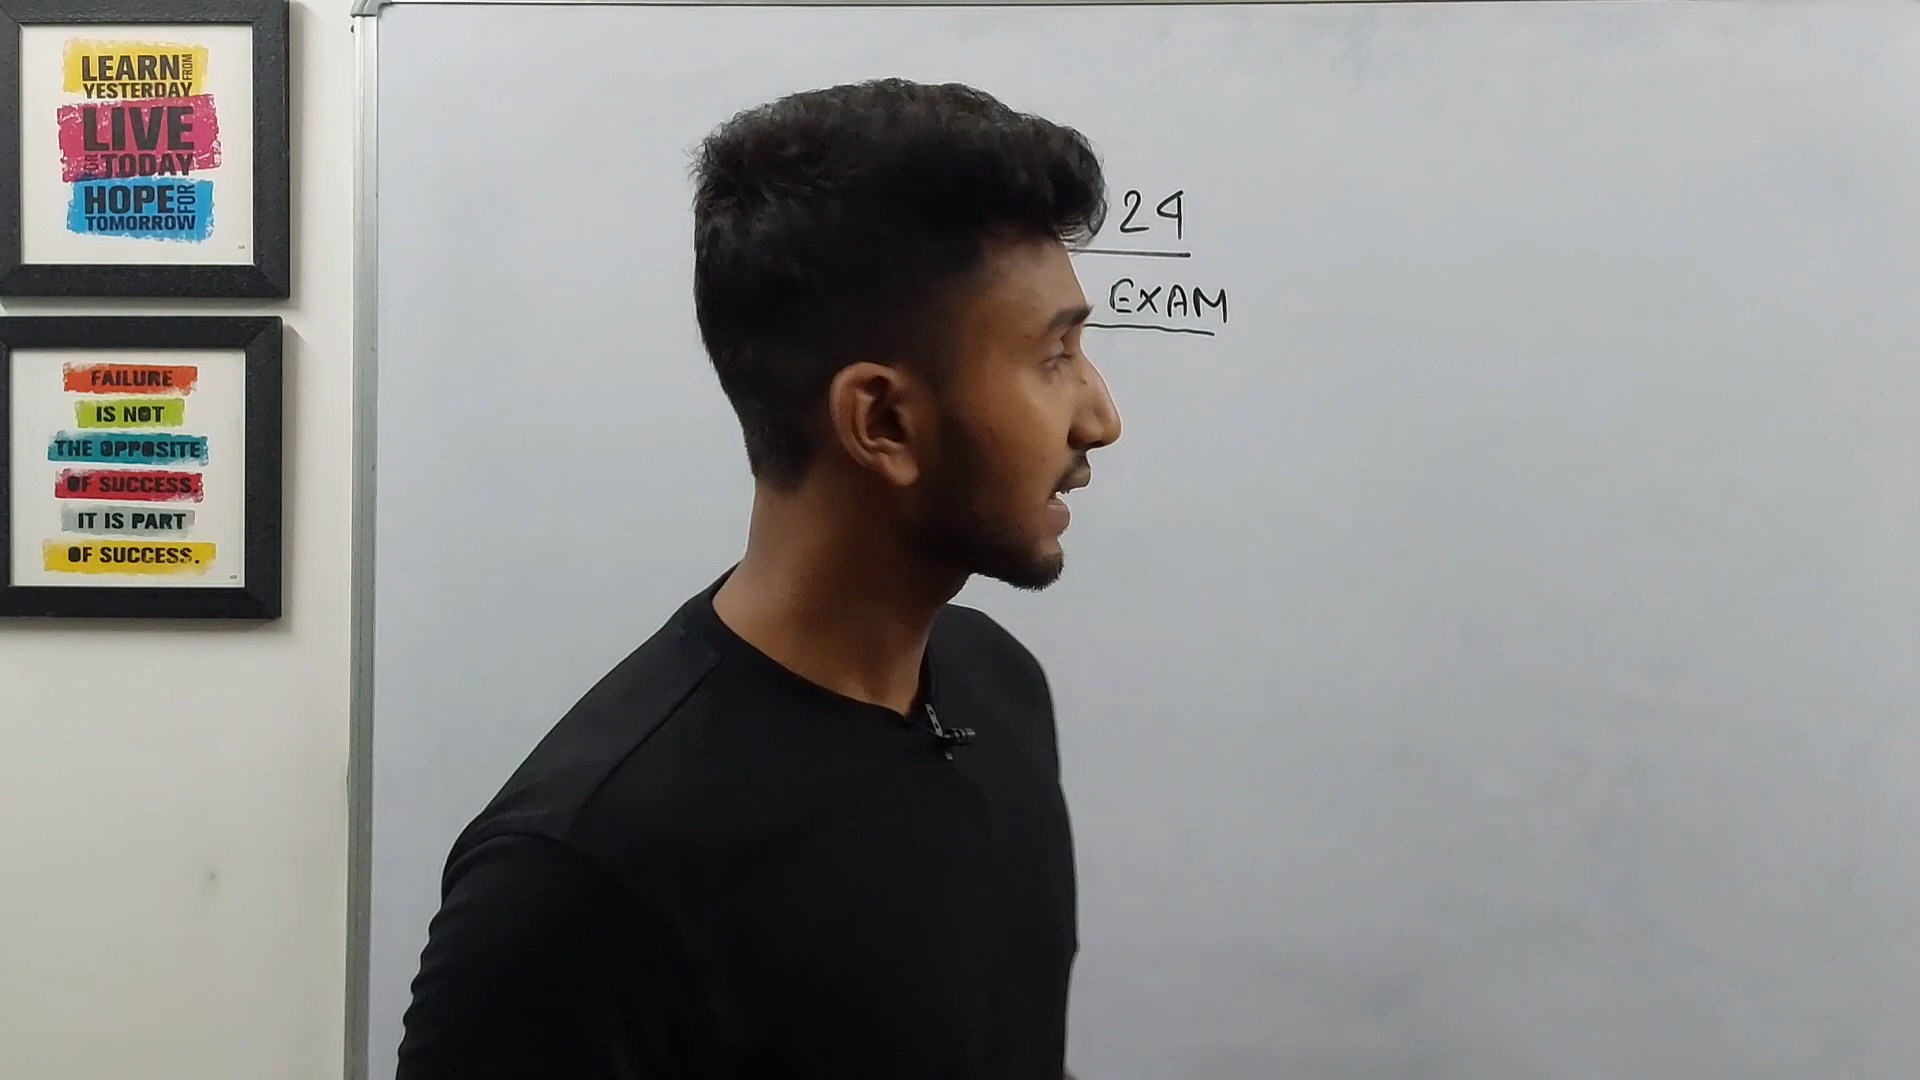 LEARN FROM
YESTERDAY
LIVE
FOR TODAY
HOPE FOR
TOMORROW
FAILURE
IS NOT
THE OPPOSITE
OF SUCCESS.
IT IS PART
OF SUCCESS.
24
EXAM